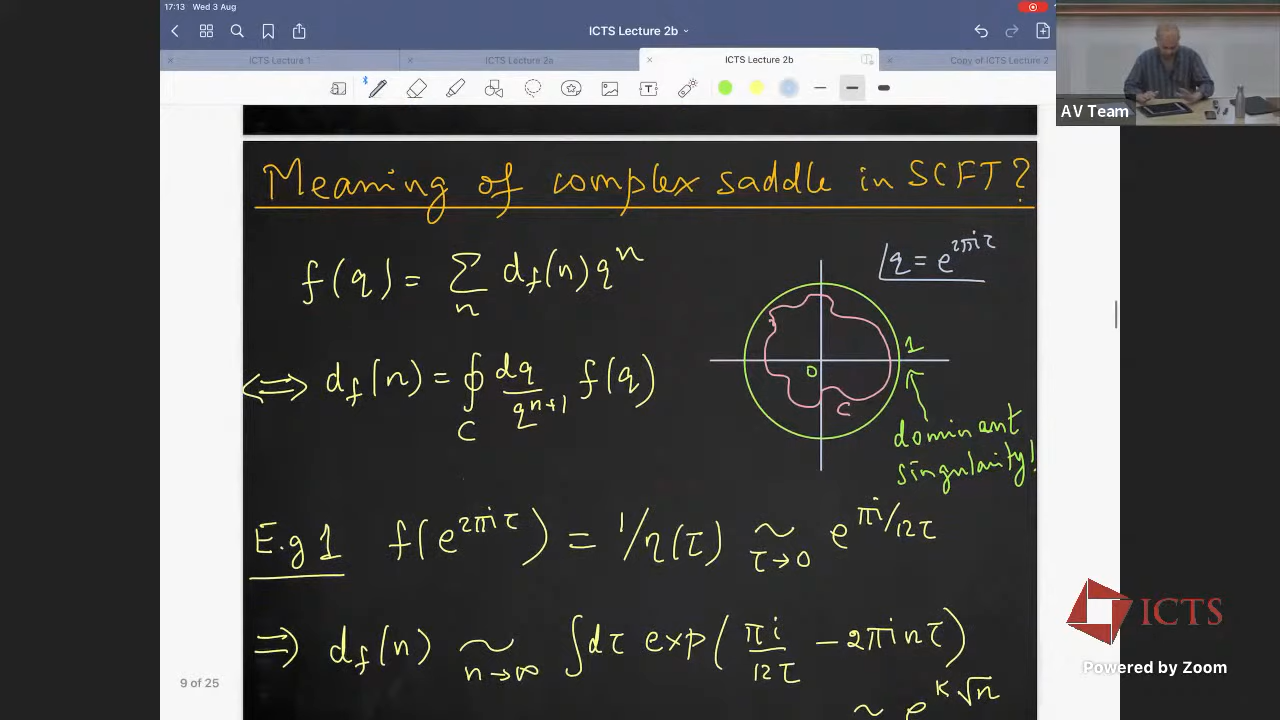 17:13 Wed 3 Aug
ICTS Lecture 2b
ICTS Lecture 1
ICTS Lecture 2a
ICTS Lecture 2b
Copy of ICTS Lecture 2
AV Team
Meaning of complex saddle in SCFT?
f(q) = Σ_n d_f(n) q^n
q = e^{2πiτ}
⟺ d_f(n) = ∮_C dq/q^{n+1} f(q)
0
1
C
dominant
singularity!
E.g 1 f(e^{2πiτ}) = 1/η(τ) ~_{τ→0} e^{πi/12τ}
⇒ d_f(n) ~_{n→∞} ∫dτ exp(πi/12τ − 2πinτ)
~ e^{K√n}
9 of 25
ICTS
Powered by Zoom